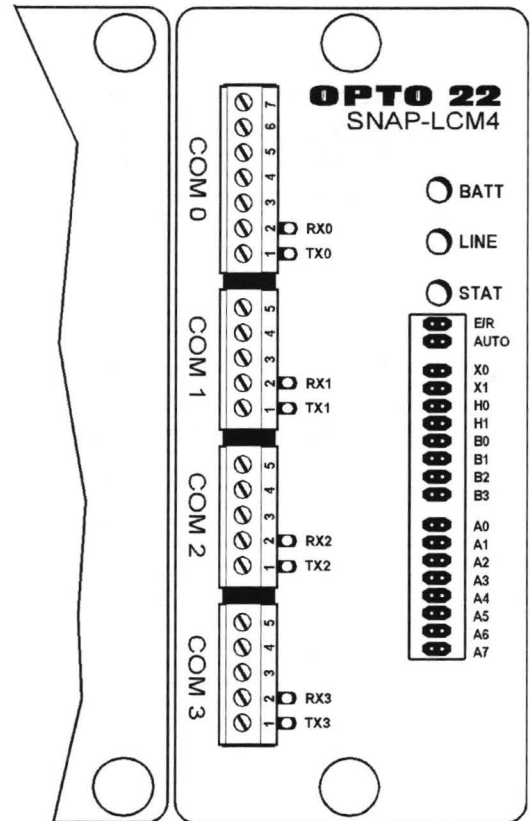 OPTO 22
SNAP-LCM4
BATT
LINE
STAT
E/R
AUTO
X0
X1
H0
H1
B0
B1
B2
B3
A0
A1
A2
A3
A4
A5
A6
A7
COM 0
7
6
5
4
3
2 RX0
1 TX0
COM 1
5
4
3
2 RX1
1 TX1
COM 2
5
4
3
2 RX2
1 TX2
COM 3
5
4
3
2 RX3
1 TX3